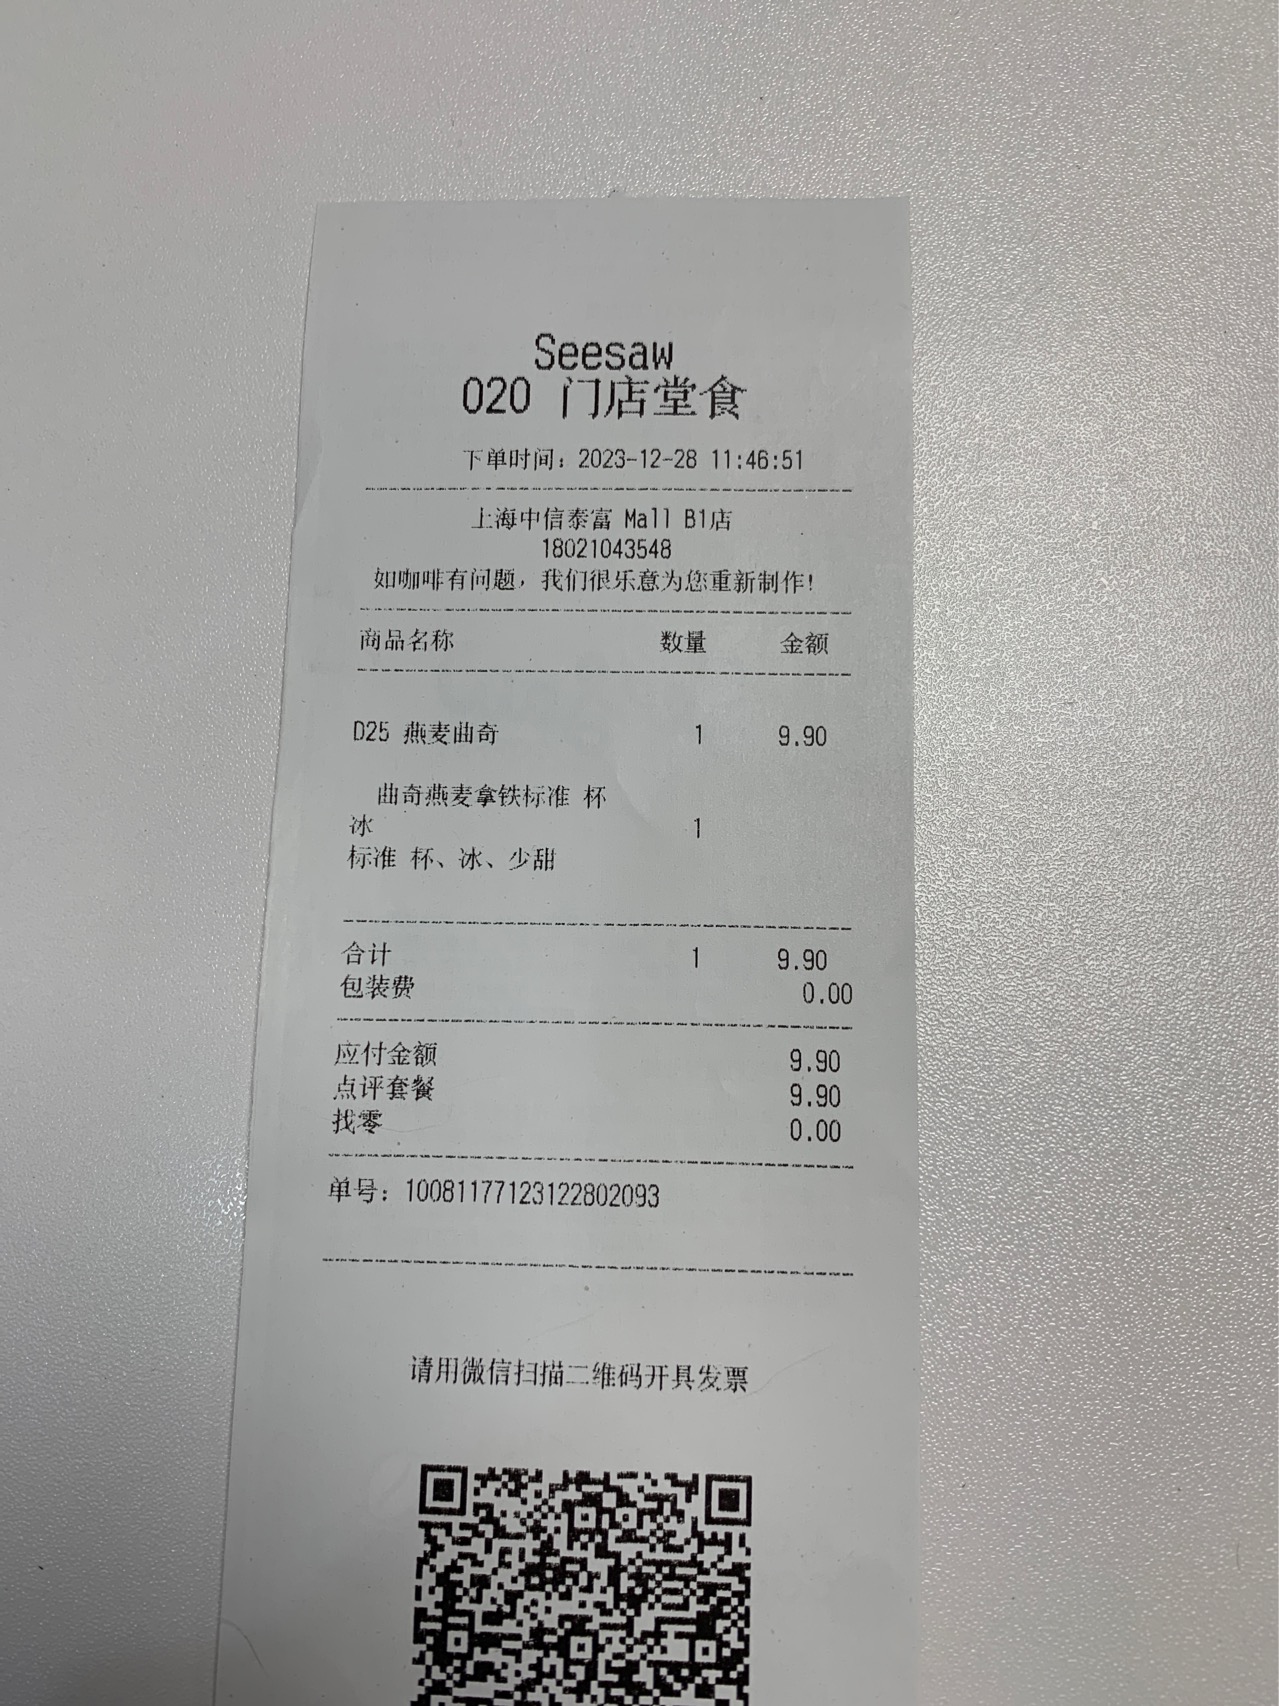 Seesaw
020 门店堂食
下单时间：2023-12-28 11:46:51
上海中信泰富 Mall B1店
18021043548
如咖啡有问题，我们很乐意为您重新制作！
商品名称 数量 金额
D25 燕麦曲奇 1 9.90
曲奇燕麦拿铁标准 杯
冰 1
标准 杯、冰、少甜
合计 1 9.90
包装费 0.00
应付金额 9.90
点评套餐 9.90
找零 0.00
单号：10081177123122802093
请用微信扫描二维码开具发票